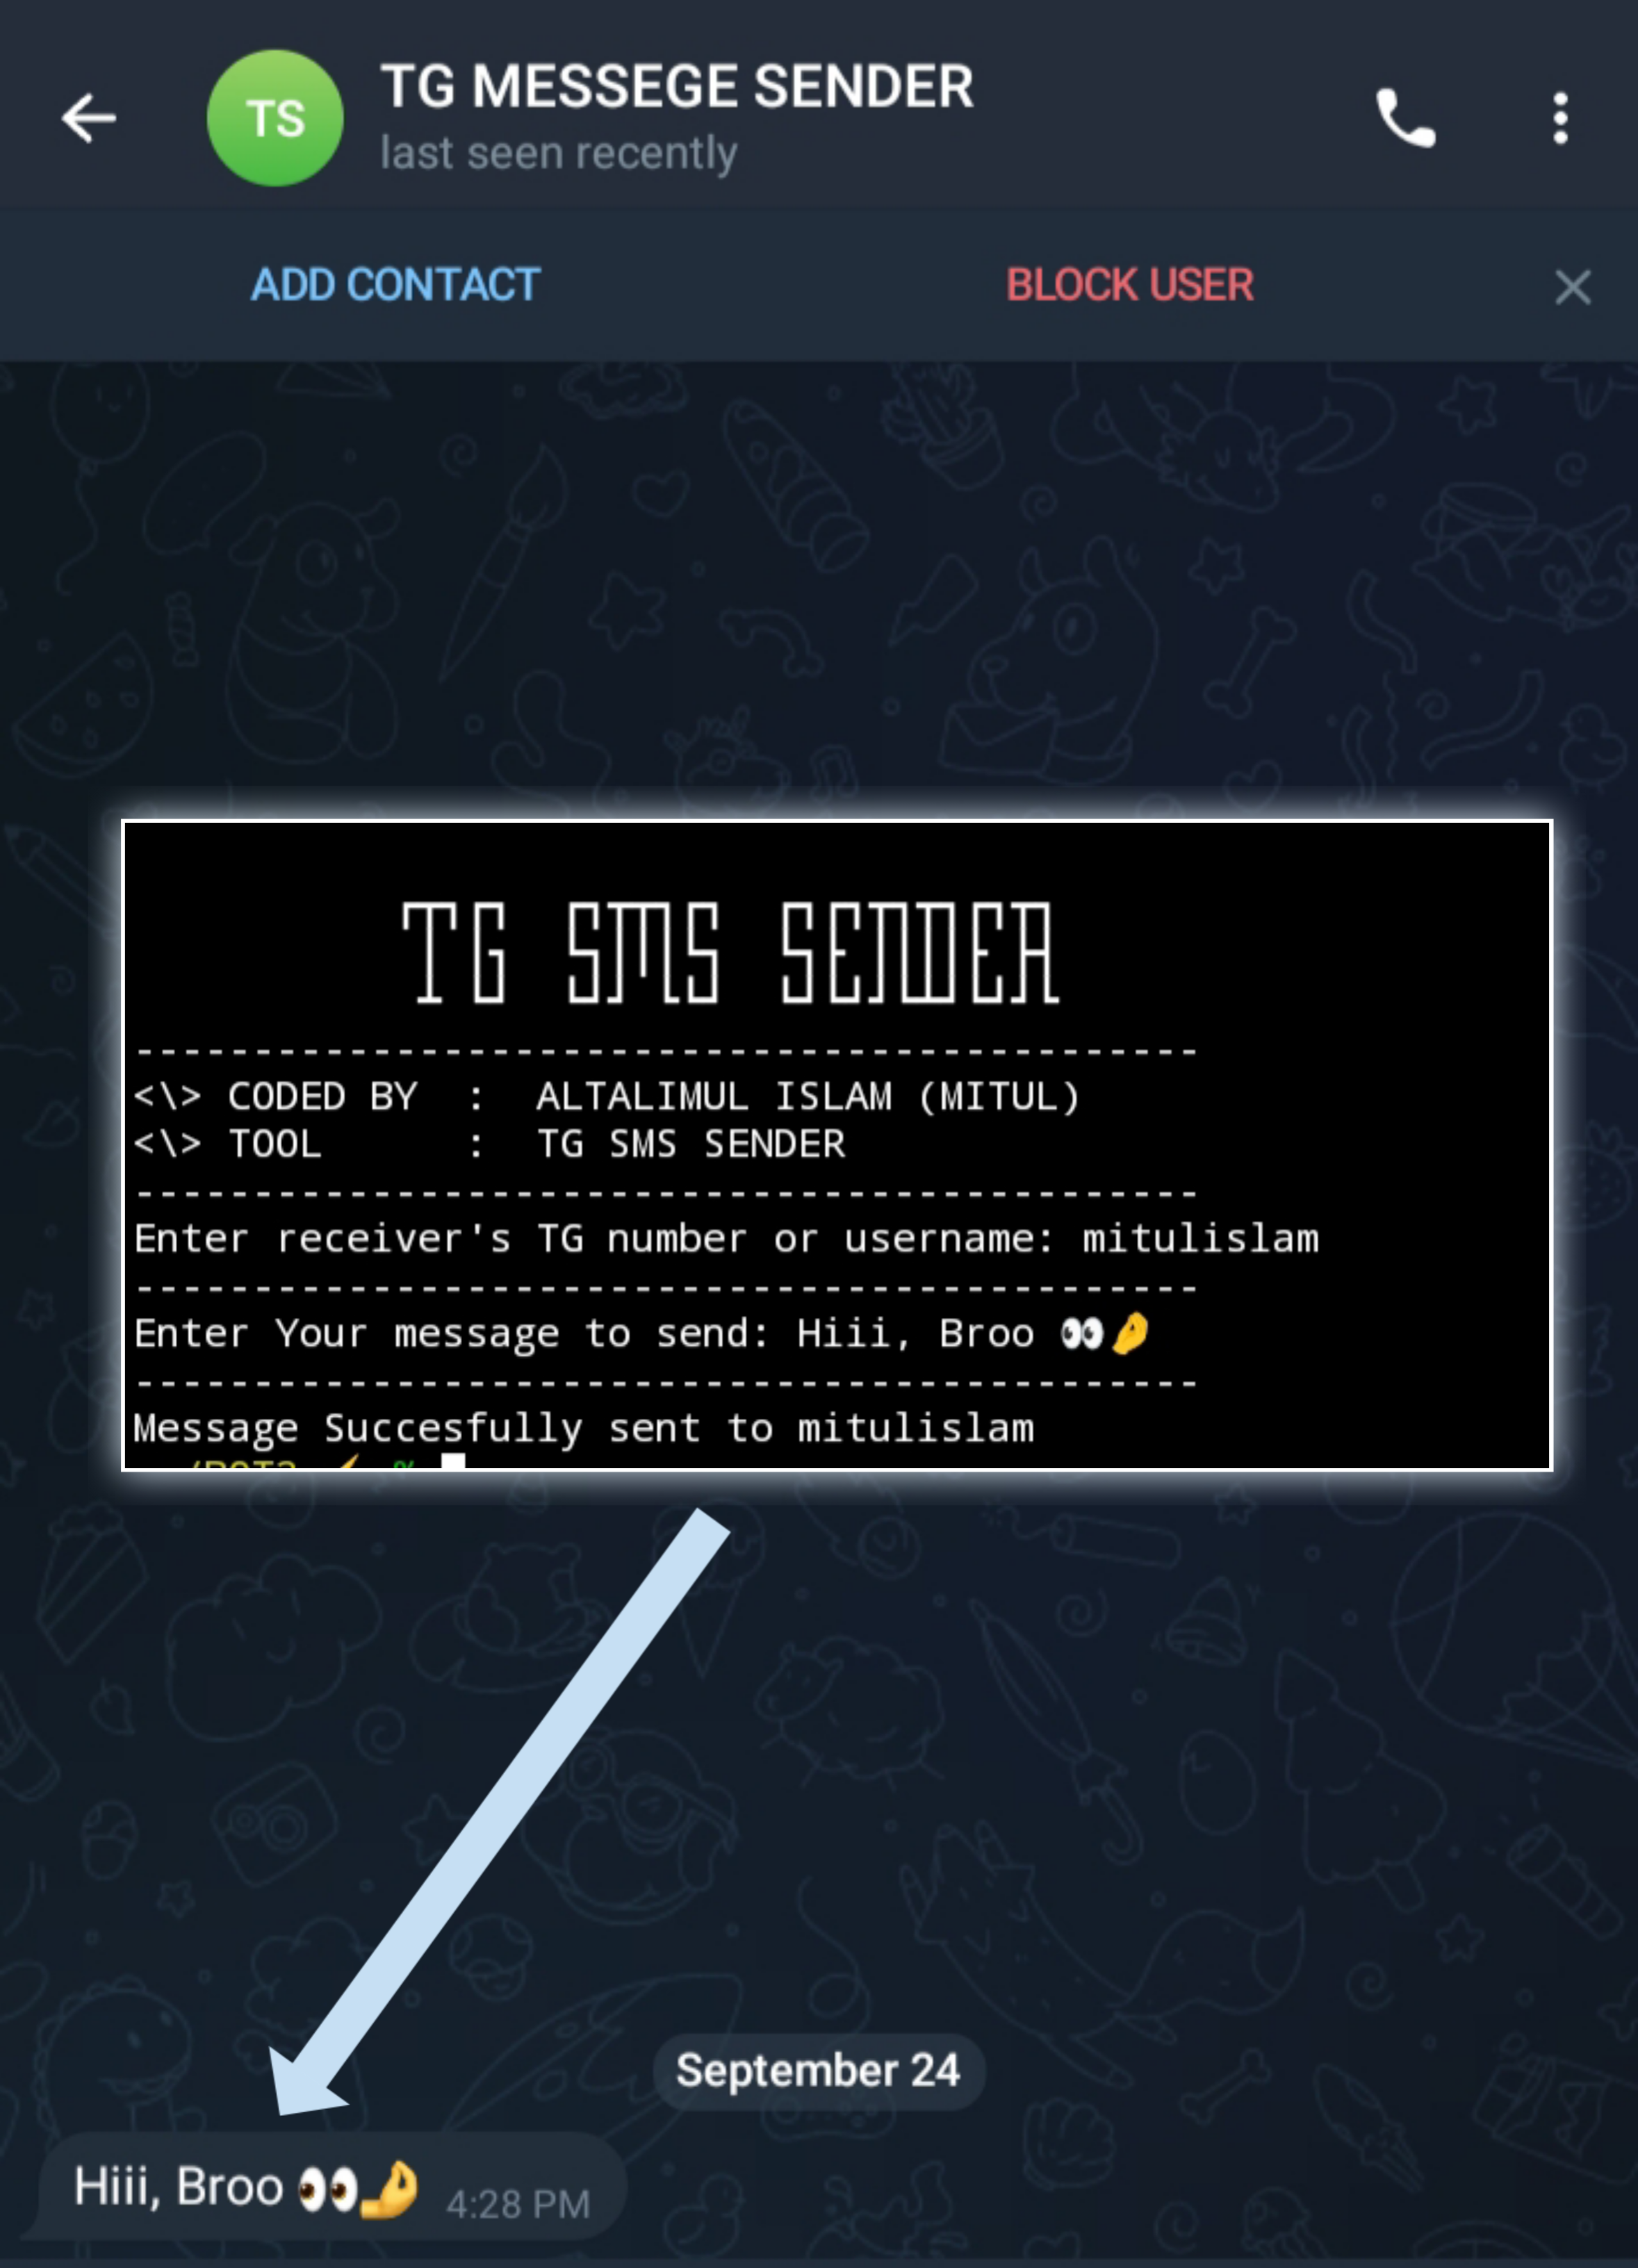 TS
TG MESSEGE SENDER
last seen recently
ADD CONTACT
BLOCK USER
TG SMS SENDER
---------------------------------------------
<\> CODED BY  :  ALTALIMUL ISLAM (MITUL)
<\> TOOL      :  TG SMS SENDER
---------------------------------------------
Enter receiver's TG number or username: mitulislam
---------------------------------------------
Enter Your message to send: Hiii, Broo 👀🤌
---------------------------------------------
Message Succesfully sent to mitulislam
September 24
Hiii, Broo 👀🤌 4:28 PM